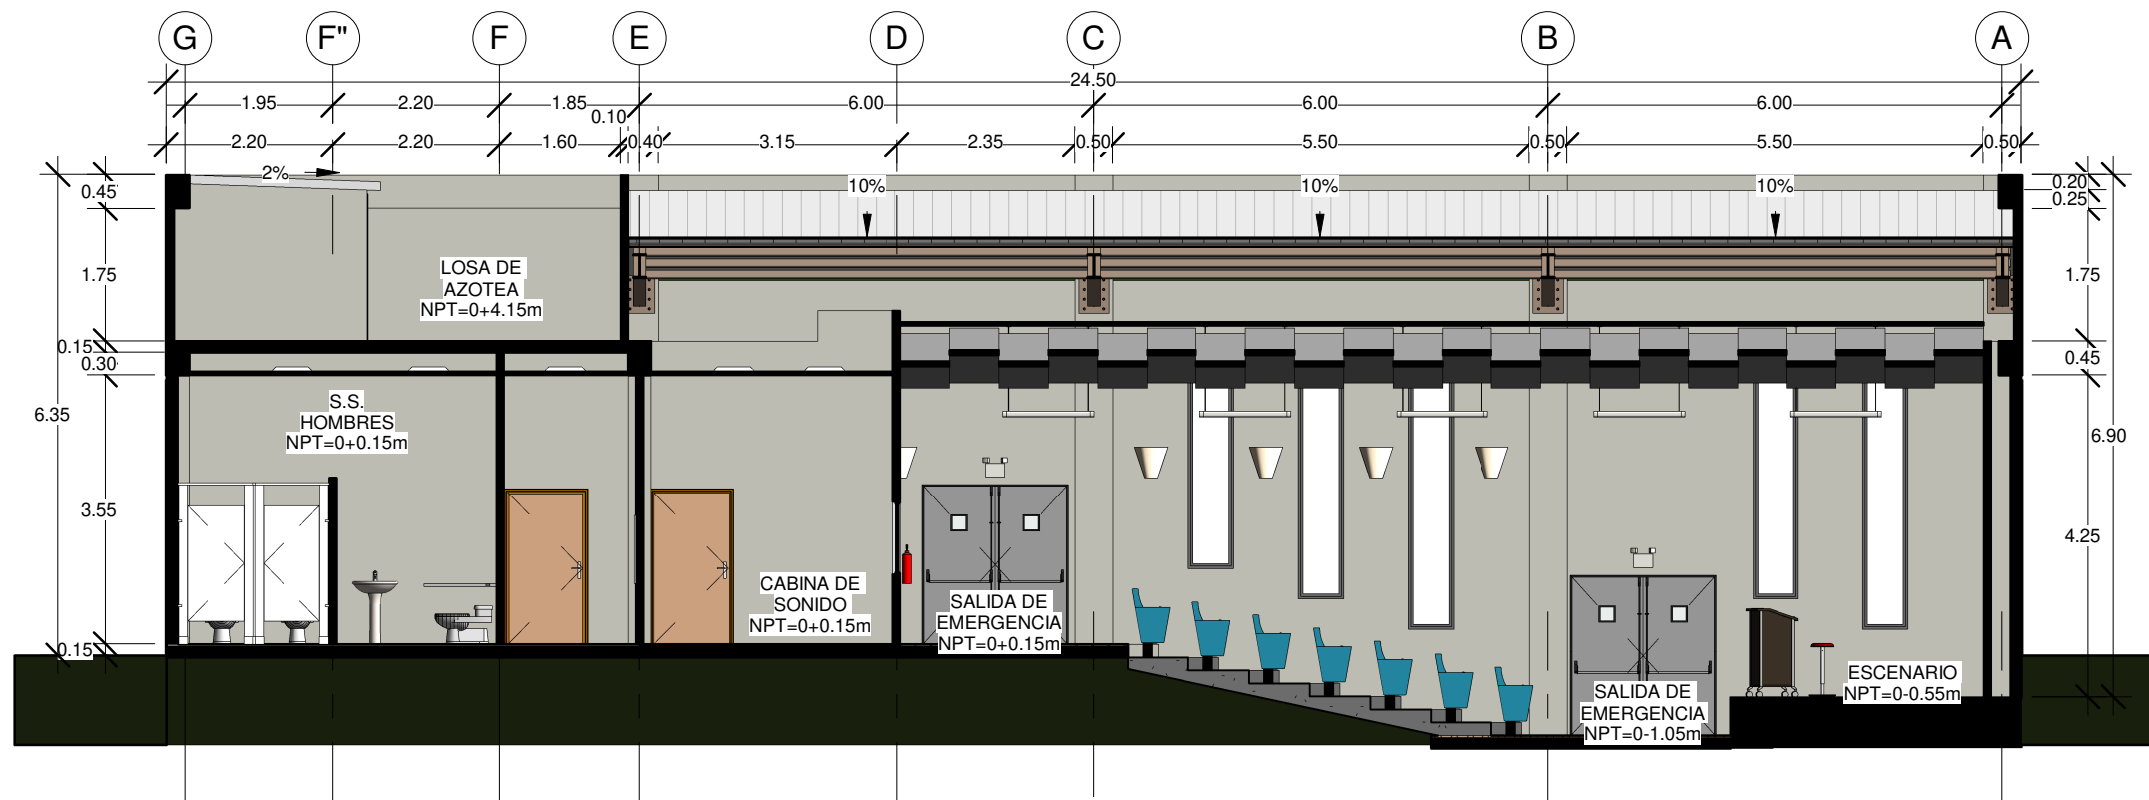 G F" F E D C B A
24.50
1.95 2.20 1.85 6.00 6.00 6.00
0.10
2.20 2.20 1.60 0.40 3.15 2.35 0.50 5.50 0.50 5.50 0.50
2% 10% 10% 10%
0.45
1.75
0.15
0.30
6.35
3.55
0.15
LOSA DE
AZOTEA
NPT=0+4.15m
S.S.
HOMBRES
NPT=0+0.15m
CABINA DE
SONIDO
NPT=0+0.15m
SALIDA DE
EMERGENCIA
NPT=0+0.15m
SALIDA DE
EMERGENCIA
NPT=0-1.05m
ESCENARIO
NPT=0-0.55m
0.20
0.25
1.75
0.45
6.90
4.25